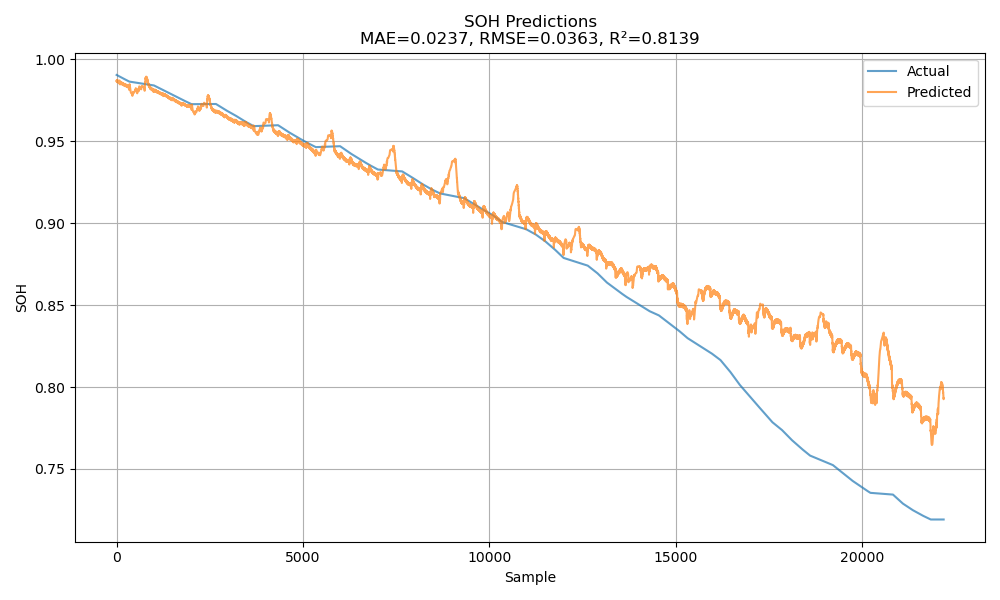 SOH Predictions
MAE=0.0237, RMSE=0.0363, R²=0.8139
Actual
Predicted
1.00
0.95
0.90
0.85
0.80
0.75
SOH
0
5000
10000
15000
20000
Sample